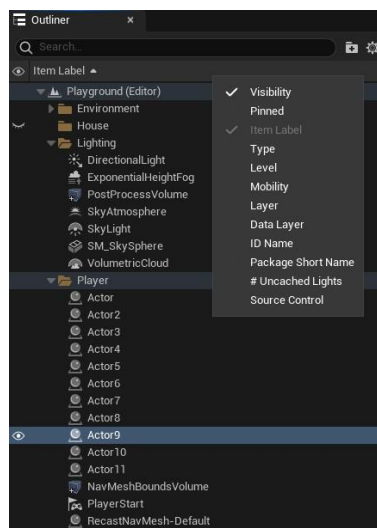 Outliner ×
Search...
Item Label
Playground (Editor)
Environment
House
Lighting
DirectionalLight
ExponentialHeightFog
PostProcessVolume
SkyAtmosphere
SkyLight
SM_SkySphere
VolumetricCloud
Player
Actor
Actor2
Actor3
Actor4
Actor5
Actor6
Actor7
Actor8
Actor9
Actor10
Actor11
NavMeshBoundsVolume
PlayerStart
RecastNavMesh-Default
Visibility
Pinned
Item Label
Type
Level
Mobility
Layer
Data Layer
ID Name
Package Short Name
# Uncached Lights
Source Control